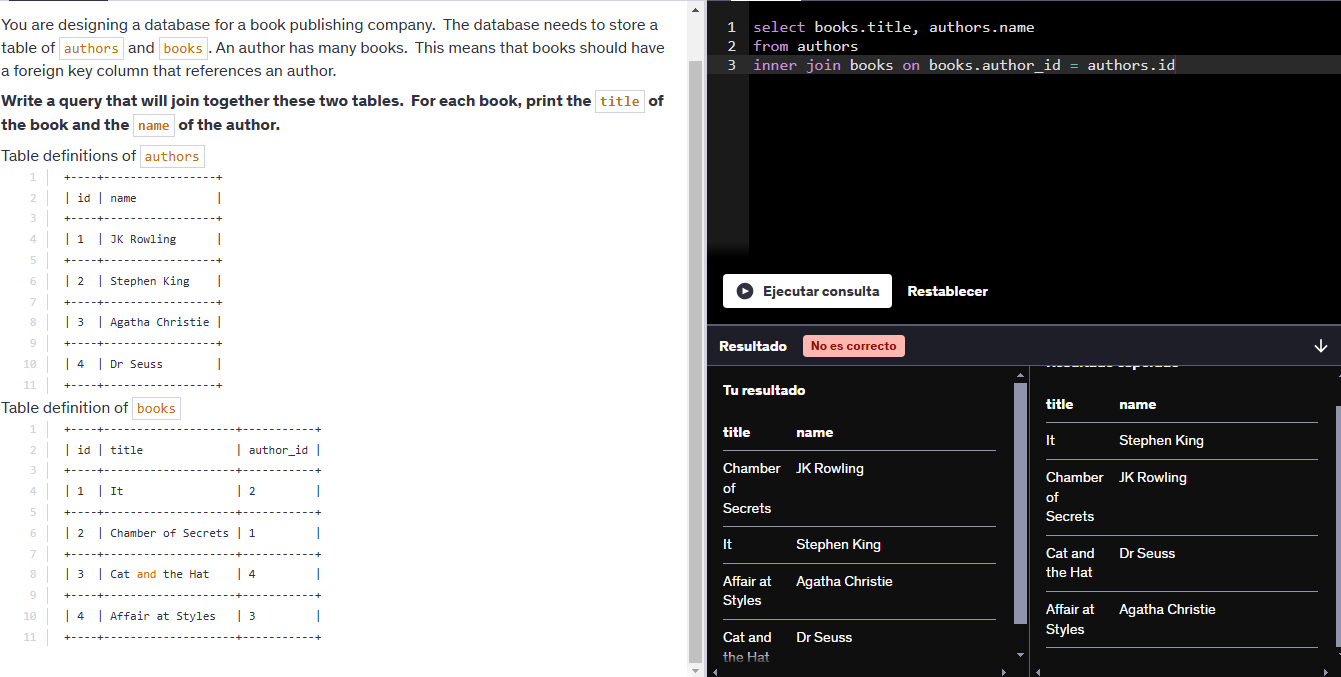 You are designing a database for a book publishing company.  The database needs to store a
table of authors and books. An author has many books.  This means that books should have
a foreign key column that references an author.
Write a query that will join together these two tables.  For each book, print the title of
the book and the name of the author.
Table definitions of authors
1 +----+-----------------+
2 | id | name            |
3 +----+-----------------+
4 | 1  | JK Rowling      |
5 +----+-----------------+
6 | 2  | Stephen King    |
7 +----+-----------------+
8 | 3  | Agatha Christie |
9 +----+-----------------+
10 | 4  | Dr Seuss        |
11 +----+-----------------+
Table definition of books
1 +----+--------------------+-----------+
2 | id | title              | author_id |
3 +----+--------------------+-----------+
4 | 1  | It                 | 2         |
5 +----+--------------------+-----------+
6 | 2  | Chamber of Secrets | 1         |
7 +----+--------------------+-----------+
8 | 3  | Cat and the Hat    | 4         |
9 +----+--------------------+-----------+
10 | 4  | Affair at Styles   | 3         |
11 +----+--------------------+-----------+
1 select books.title, authors.name
2 from authors
3 inner join books on books.author_id = authors.id
Ejecutar consulta Restablecer
Resultado No es correcto
Tu resultado
title name
Chamber JK Rowling
of
Secrets
It Stephen King
Affair at Agatha Christie
Styles
Cat and Dr Seuss
the Hat
title name
It Stephen King
Chamber JK Rowling
of
Secrets
Cat and Dr Seuss
the Hat
Affair at Agatha Christie
Styles